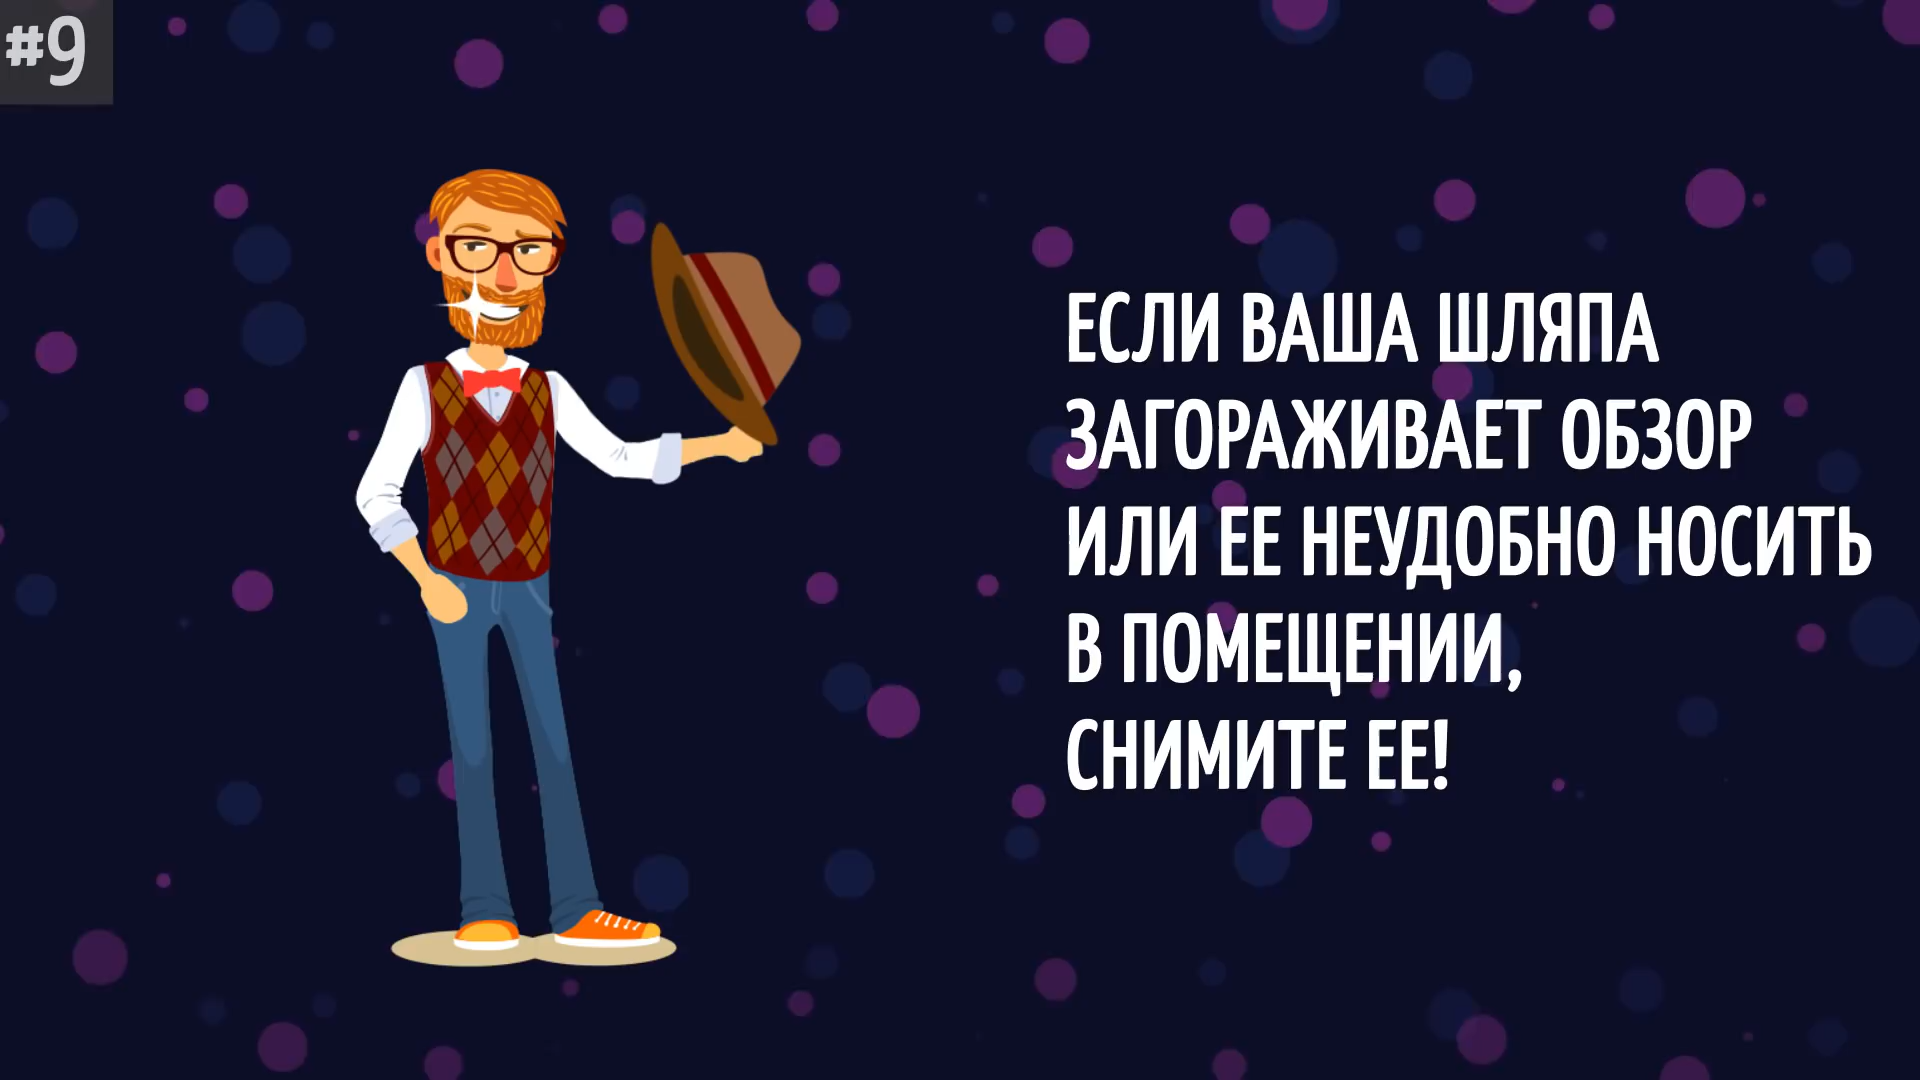 #9
ЕСЛИ ВАША ШЛЯПА
ЗАГОРАЖИВАЕТ ОБЗОР
ИЛИ ЕЕ НЕУДОБНО НОСИТЬ
В ПОМЕЩЕНИИ,
СНИМИТЕ ЕЕ!